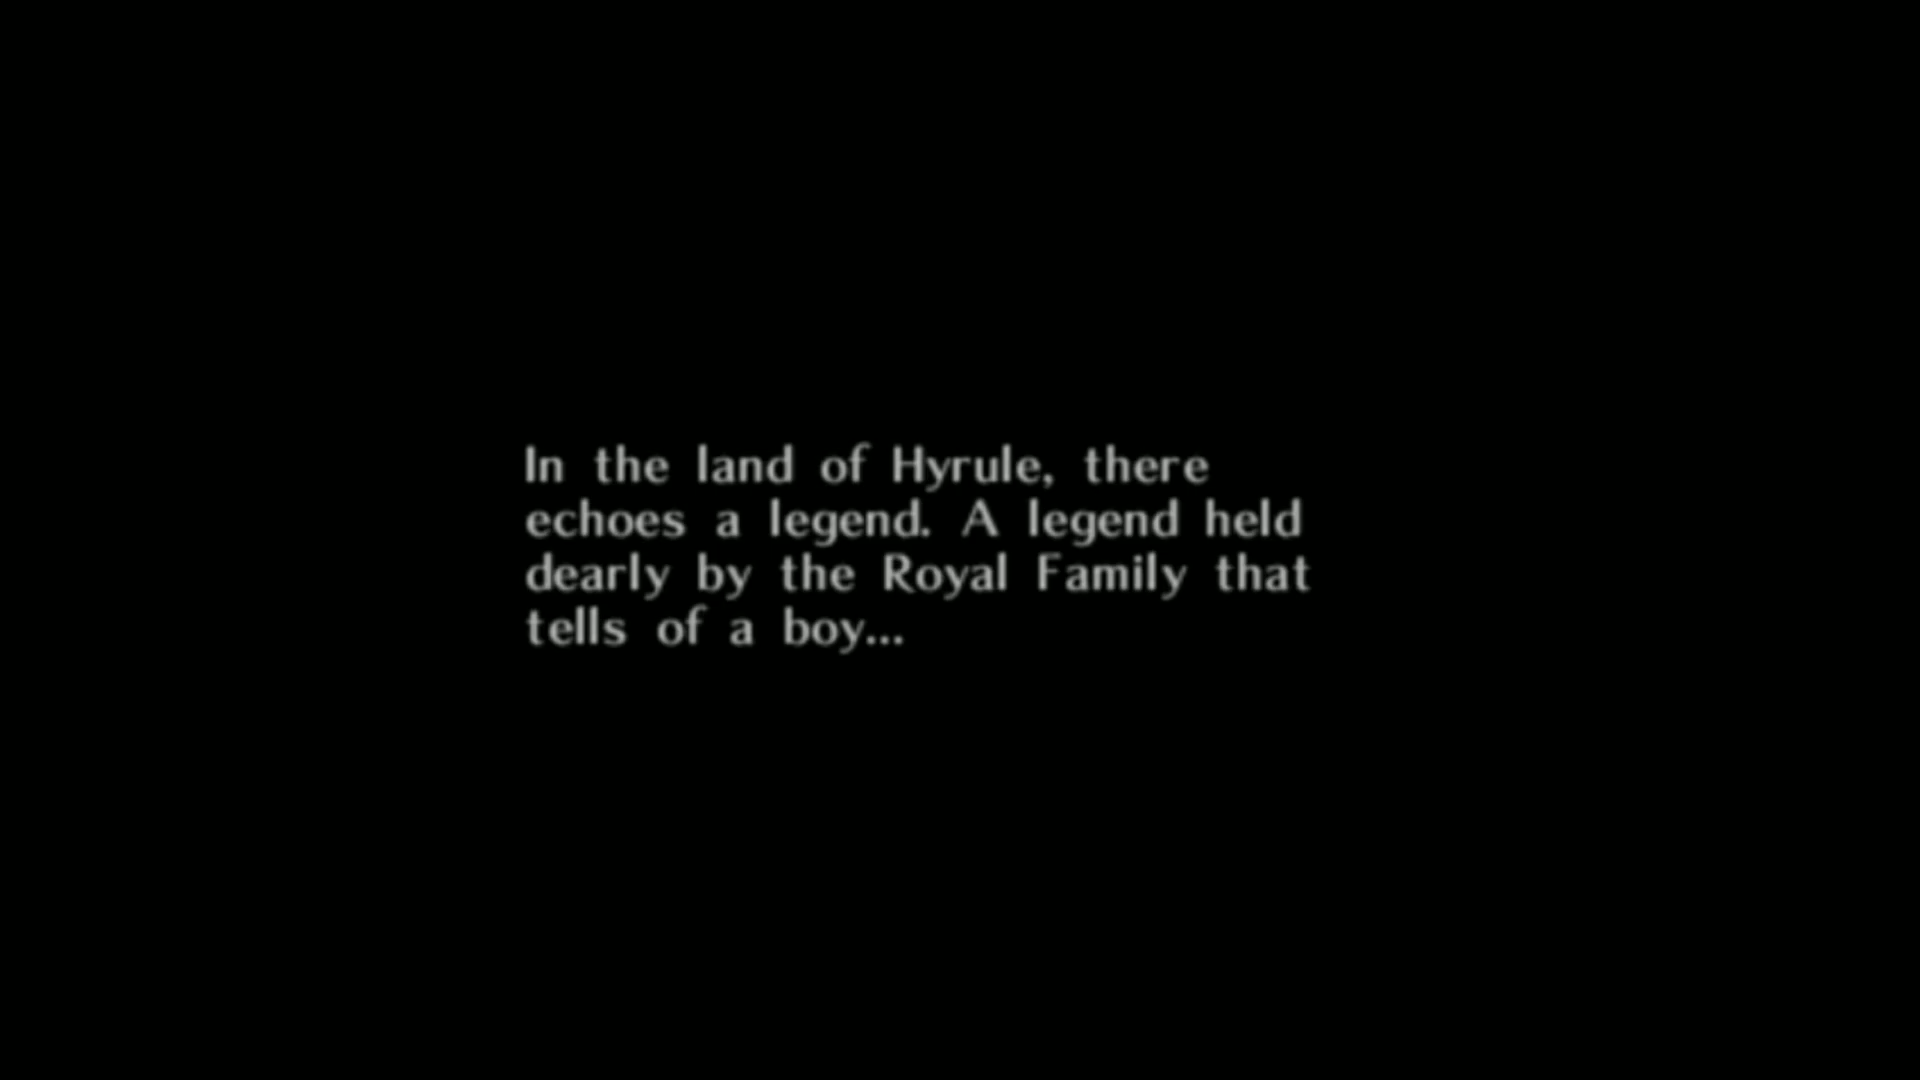 In the land of Hyrule, there
echoes a legend. A legend held
dearly by the Royal Family that
tells of a boy...